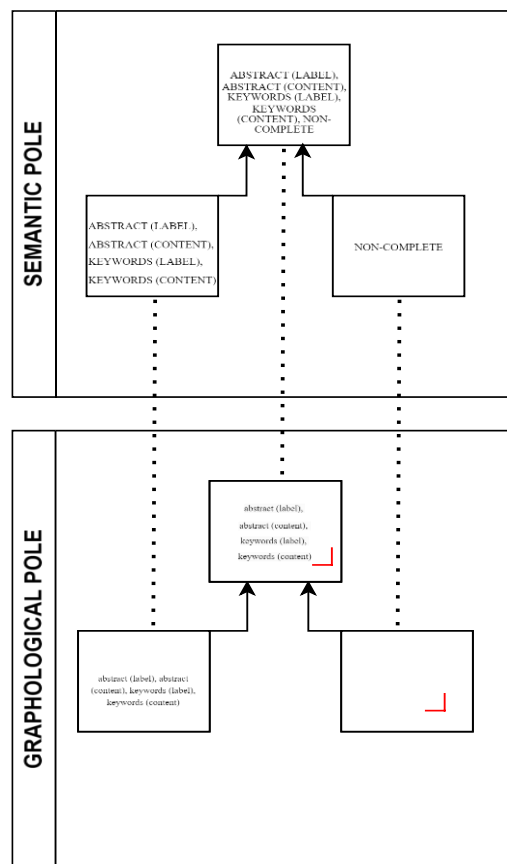 SEMANTIC POLE
ABSTRACT (LABEL),
ABSTRACT (CONTENT),
KEYWORDS (LABEL),
KEYWORDS
(CONTENT), NON-
COMPLETE
ABSTRACT (LABEL),
ABSTRACT (CONTENT),
KEYWORDS (LABEL),
KEYWORDS (CONTENT)
NON-COMPLETE
GRAPHOLOGICAL POLE
abstract (label),
abstract (content),
keywords (label),
keywords (content)
abstract (label), abstract
(content), keywords (label),
keywords (content)